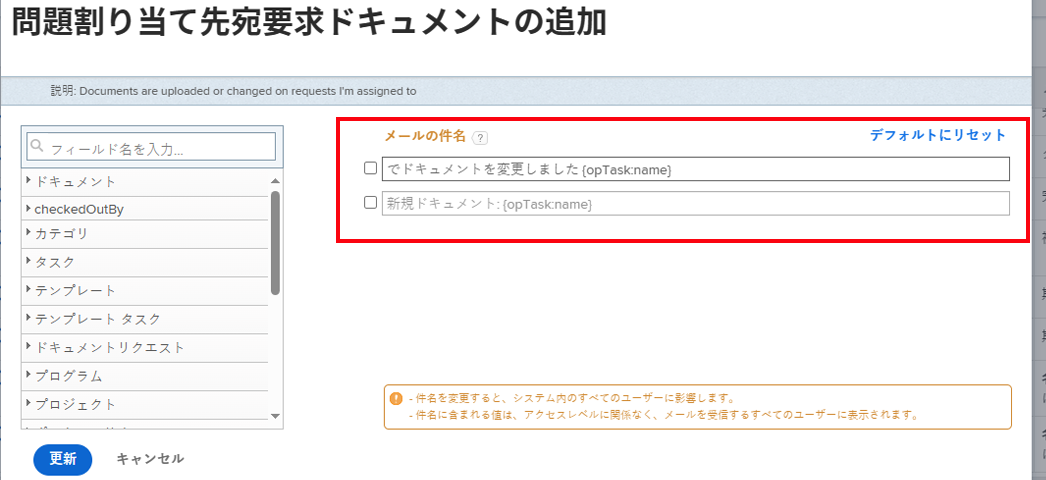 問題割り当て先宛要求ドキュメントの追加
説明: Documents are uploaded or changed on requests I'm assigned to
フィールド名を入力...
ドキュメント
checkedOutBy
カテゴリ
タスク
テンプレート
テンプレート タスク
ドキュメントリクエスト
プログラム
プロジェクト
メールの件名 ?
デフォルトにリセット
でドキュメントを変更しました {opTask:name}
新規ドキュメント: {opTask:name}
- 件名を変更すると、システム内のすべてのユーザーに影響します。
- 件名に含まれる値は、アクセスレベルに関係なく、メールを受信するすべてのユーザーに表示されます。
更新
キャンセル